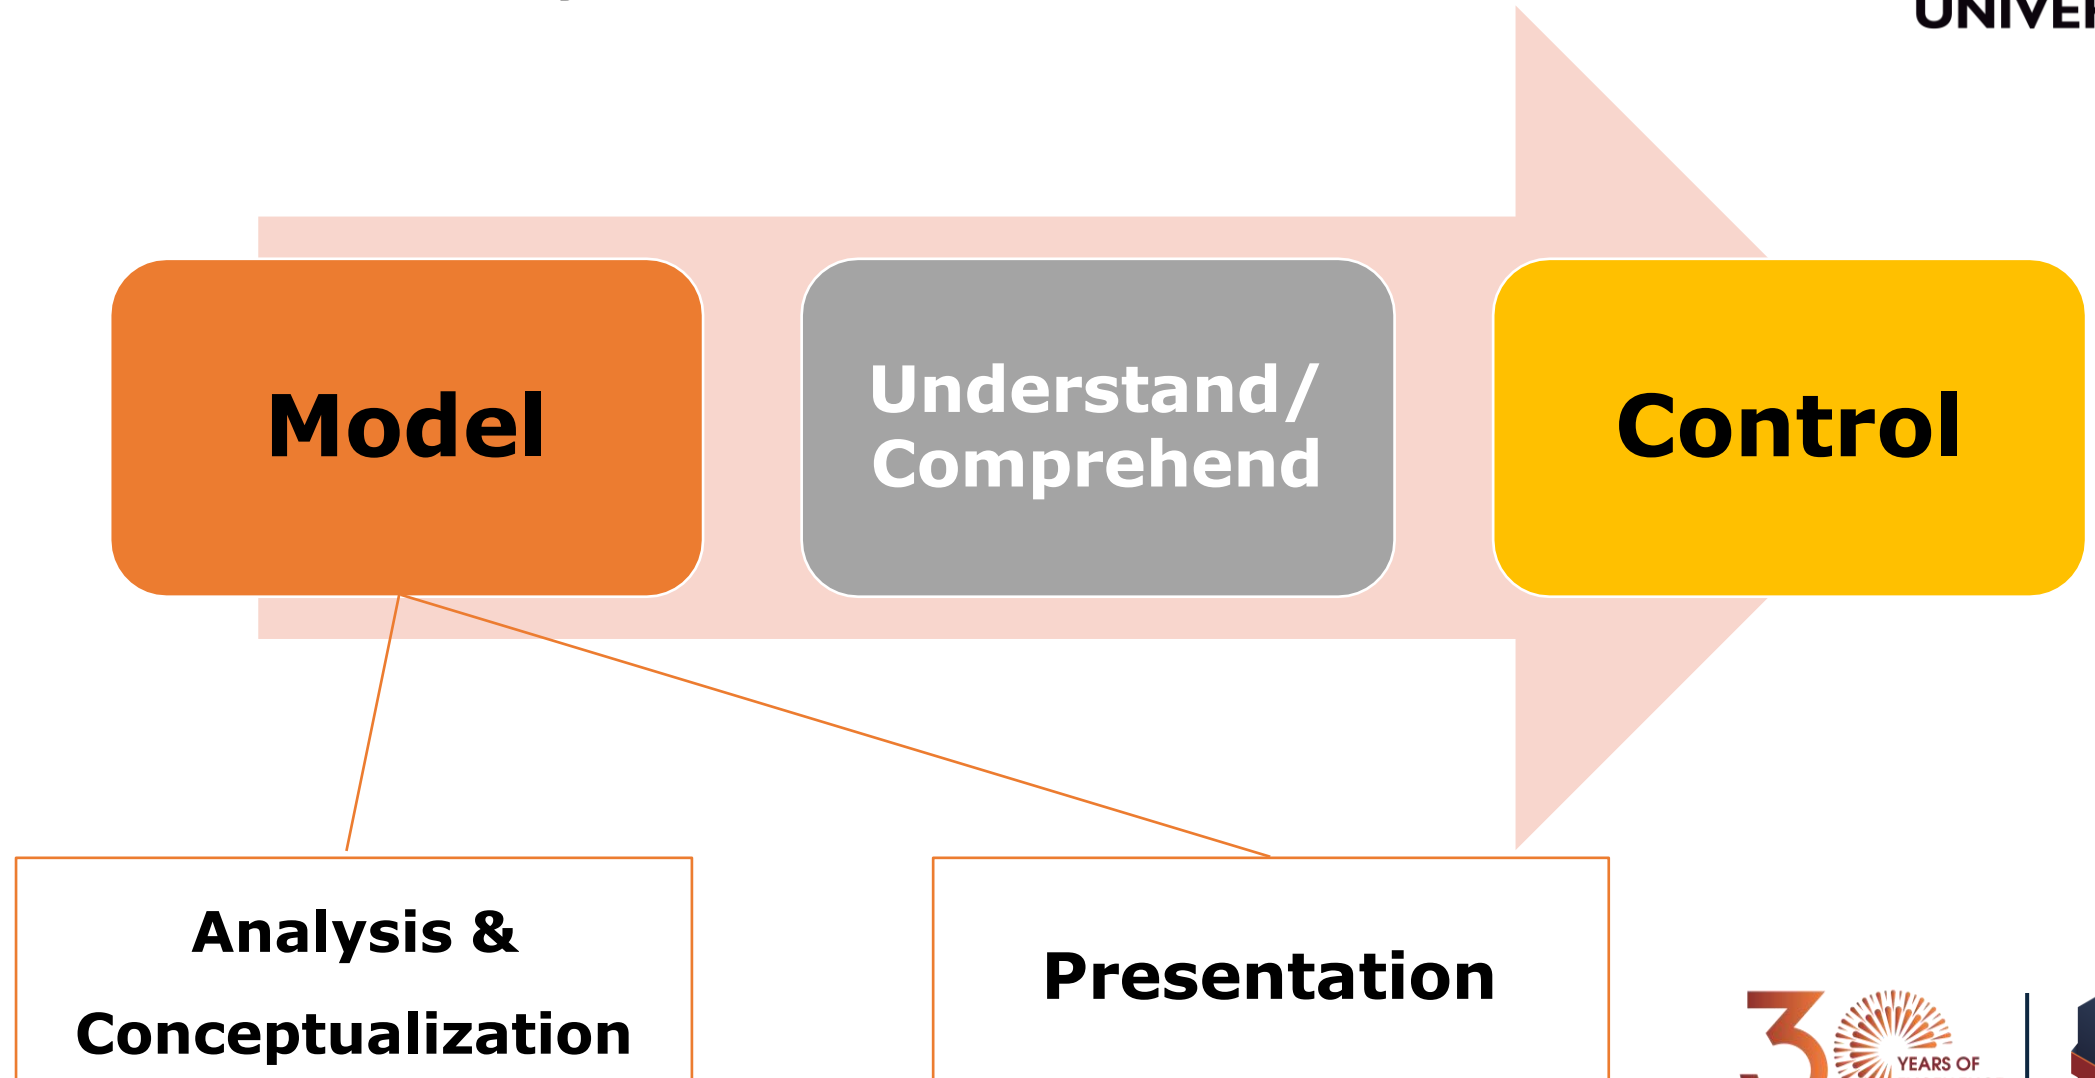 Model
Understand/
Comprehend
Control
Analysis &
Conceptualization
Presentation
YEARS OF